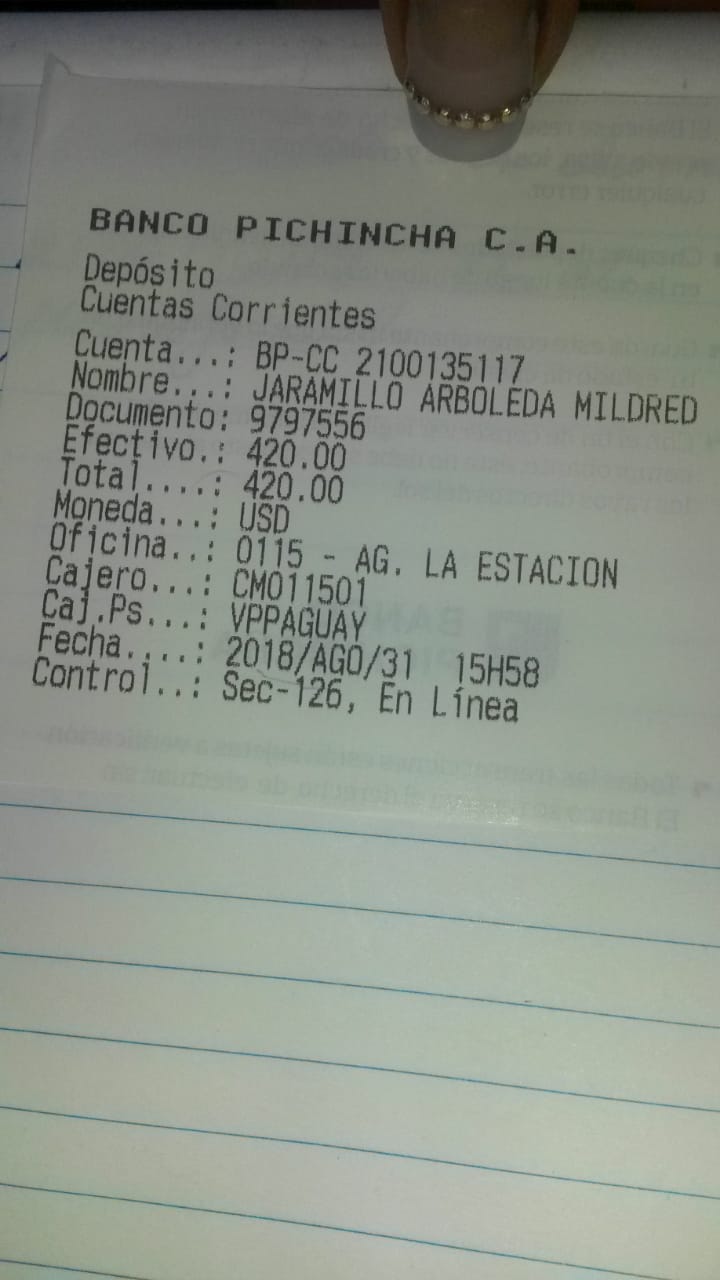 BANCO PICHINCHA C.A.
Depósito
Cuentas Corrientes
Cuenta...: BP-CC 2100135117
Nombre...: JARAMILLO ARBOLEDA MILDRED
Documento: 9797556
Efectivo.: 420.00
Total....: 420.00
Moneda...: USD
Oficina..: 0115 - AG. LA ESTACION
Cajero...: CM011501
Caj.Ps...: VPPAGUAY
Fecha....: 2018/AGO/31 15H58
Control..: Sec-126, En Línea